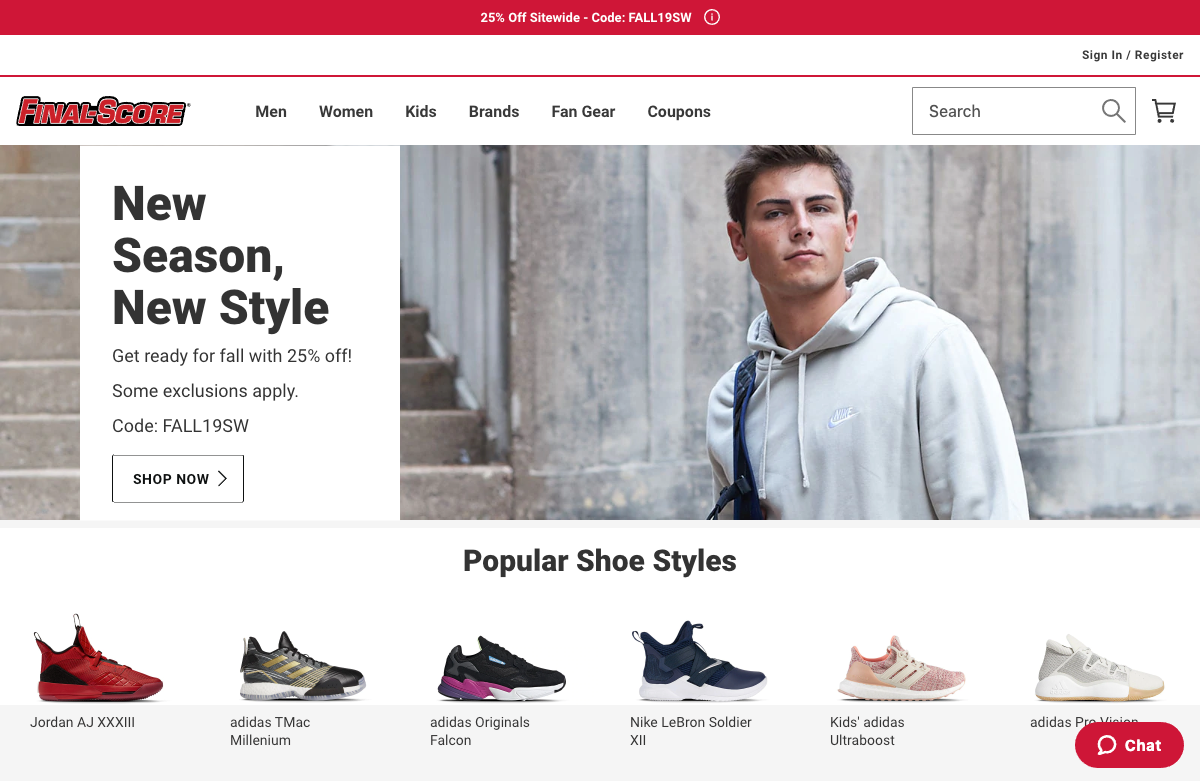 25% Off Sitewide - Code: FALL19SW
Sign In / Register
FINAL-SCORE
Men
Women
Kids
Brands
Fan Gear
Coupons
Search
New
Season,
New Style
Get ready for fall with 25% off!
Some exclusions apply.
Code: FALL19SW
SHOP NOW
NIKE
Popular Shoe Styles
Jordan AJ XXXIII
adidas TMac
Millenium
adidas Originals
Falcon
Nike LeBron Soldier
XII
Kids' adidas
Ultraboost
adidas Pro Vision
Chat